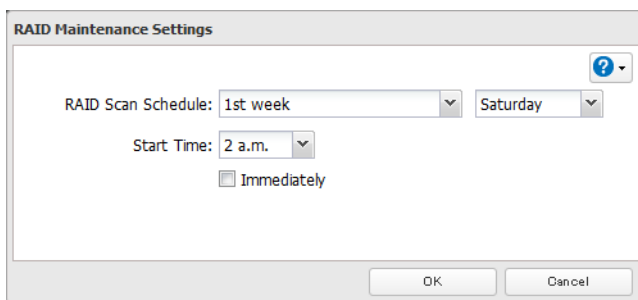 RAID Maintenance Settings
?
RAID Scan Schedule: 1st week Saturday
Start Time: 2 a.m.
Immediately
OK Cancel